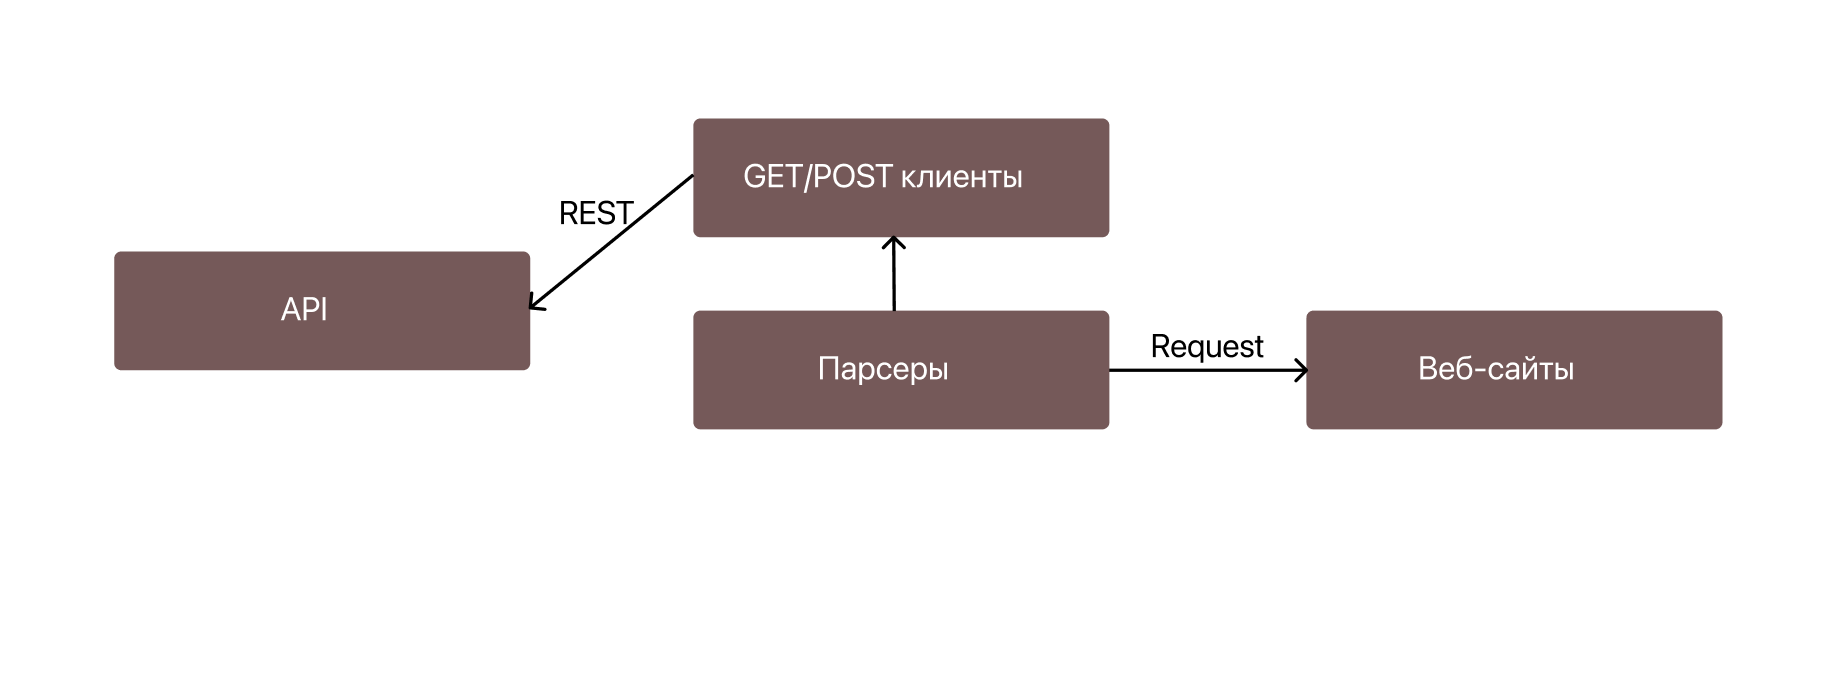 GET/POST клиенты
REST
API
Парсеры
Request
Веб-сайты